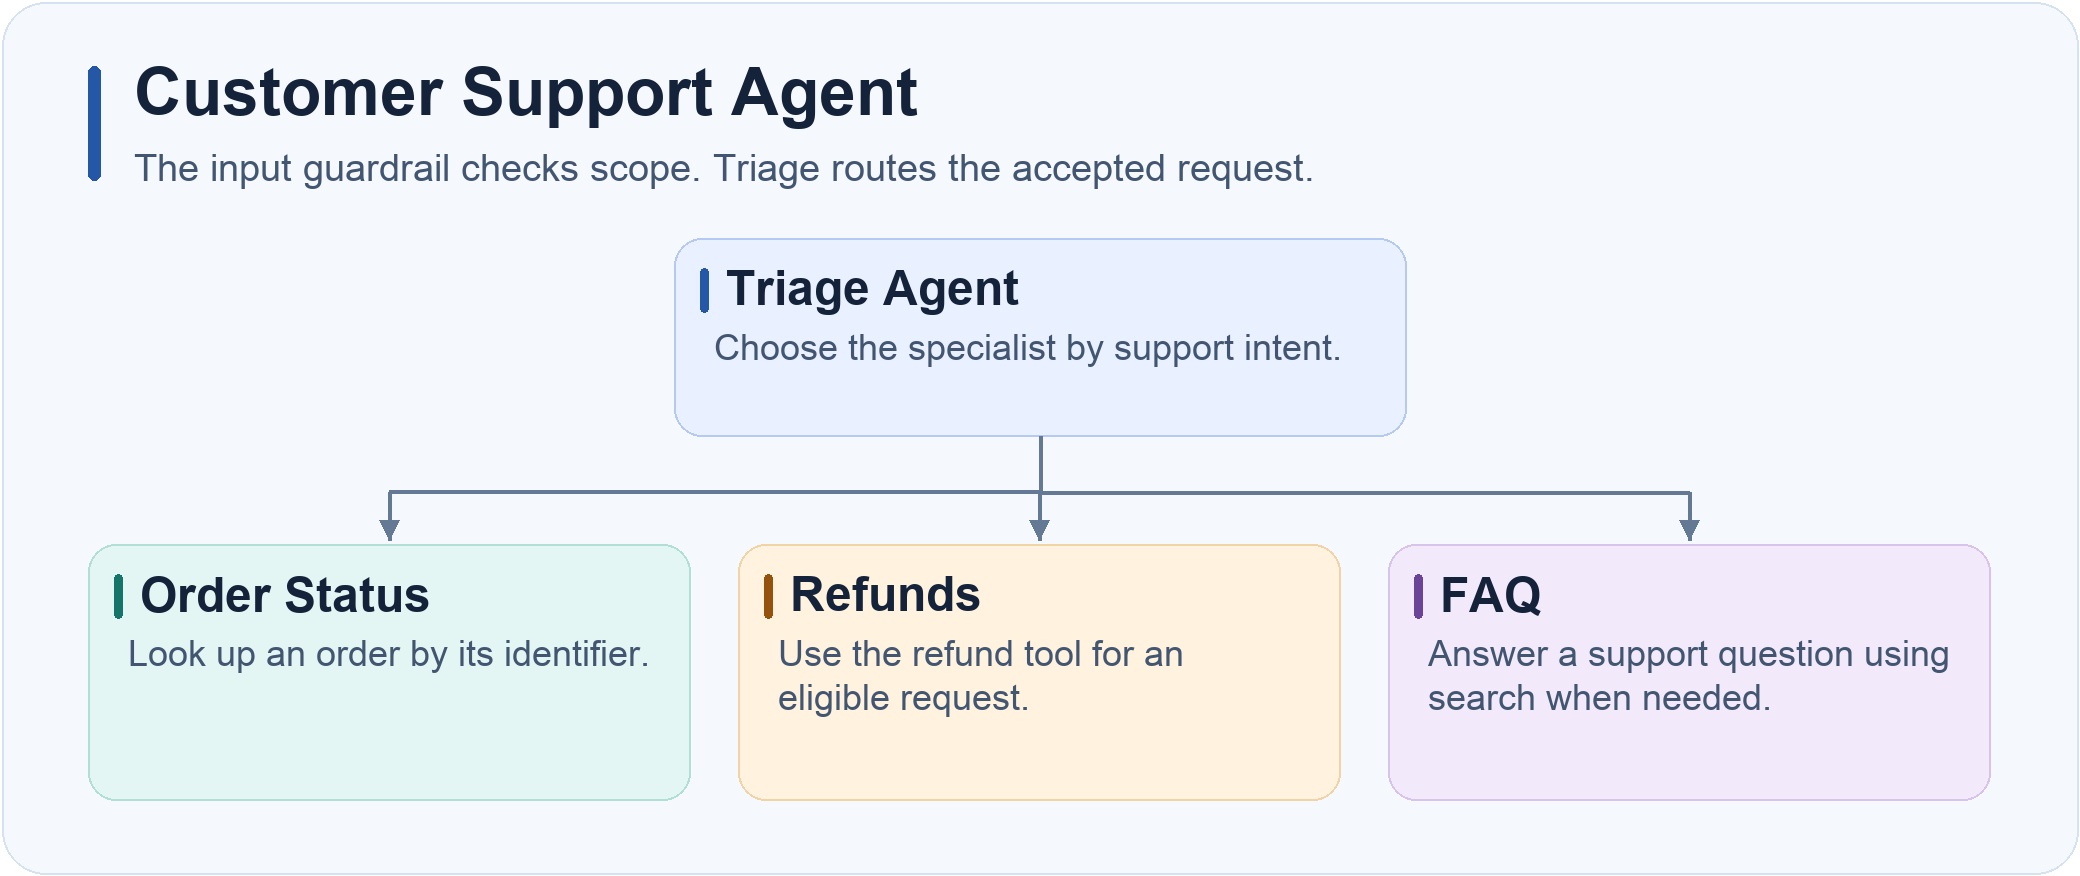 Customer Support Agent
The input guardrail checks scope. Triage routes the accepted request.
Triage Agent
Choose the specialist by support intent.
Order Status
Look up an order by its identifier.
Refunds
Use the refund tool for an
eligible request.
FAQ
Answer a support question using
search when needed.